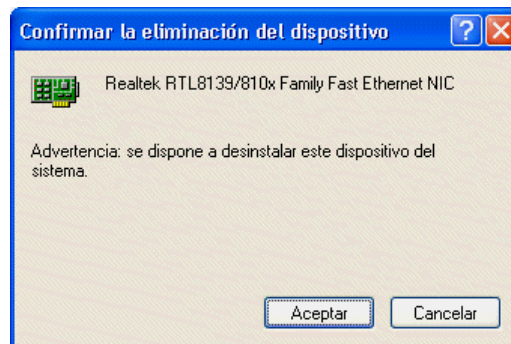 Confirmar la eliminación del dispositivo
Realtek RTL8139/810x Family Fast Ethernet NIC
Advertencia: se dispone a desinstalar este dispositivo del
sistema.
Aceptar
Cancelar